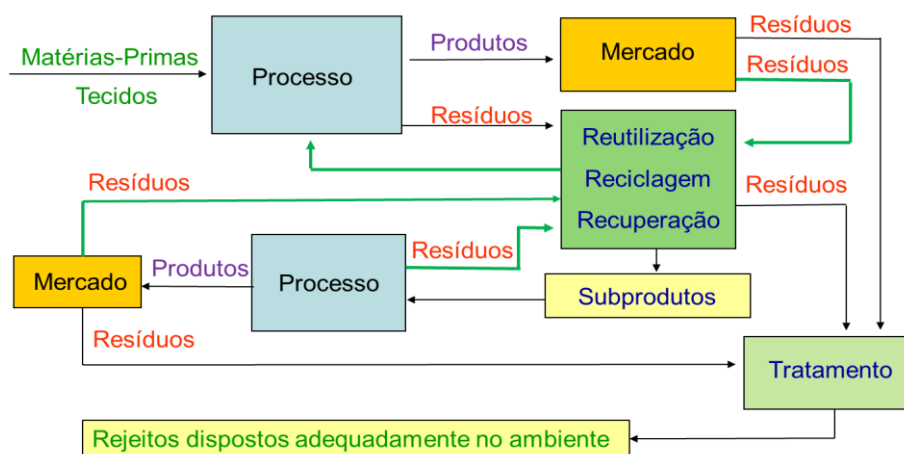 Resíduos
Matérias-Primas
Produtos
Mercado
Resíduos
Processo
Tecidos
Resíduos
Reutilização
Resíduos
Reciclagem
Resíduos
Recuperação
Resíduos
Produtos
Mercado
Processo
Subprodutos
Resíduos
Tratamento
Rejeitos dispostos adequadamente no ambiente